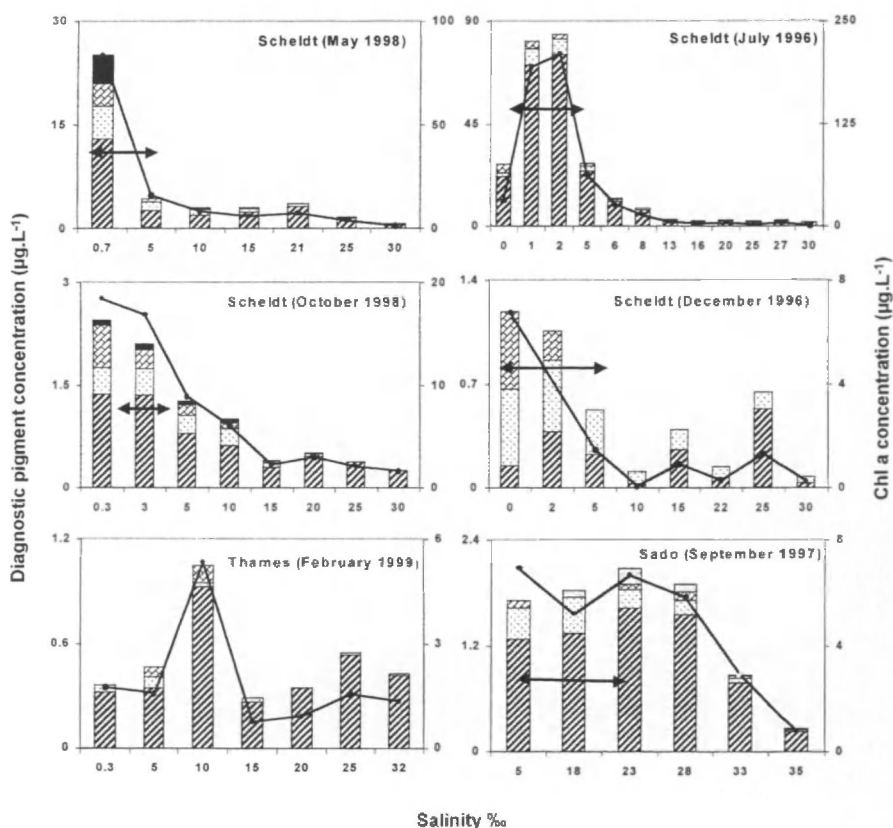 Diagnostic pigment concentration (µg.L⁻¹)
Chl a concentration (µg.L⁻¹)
Scheldt (May 1998)
30
15
0
100
50
0
0.7 5 10 15 21 25 30
Scheldt (July 1996)
90
45
0
250
125
0
0 1 2 5 6 8 13 16 20 25 27 30
Scheldt (October 1998)
3
1.5
0
20
10
0
0.3 3 5 10 15 20 25 30
Scheldt (December 1996)
1.4
0.7
0
8
4
0
0 2 5 10 15 22 25 30
Thames (February 1999)
1.2
0.6
0
6
3
0
0.3 5 10 15 20 25 32
Sado (September 1997)
2.4
1.2
0
8
4
0
5 18 23 28 33 35
Salinity ‰